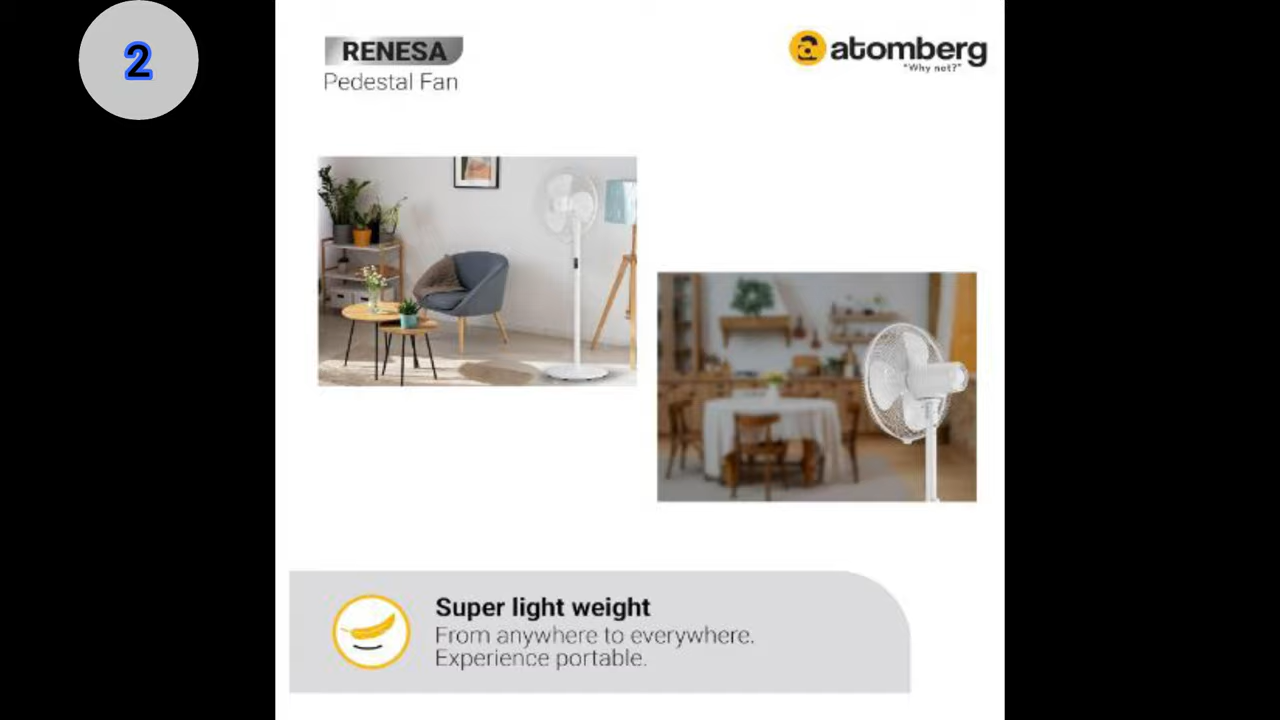 2
RENESA
Pedestal Fan
atomberg
"Why not?"
Super light weight
From anywhere to everywhere.
Experience portable.